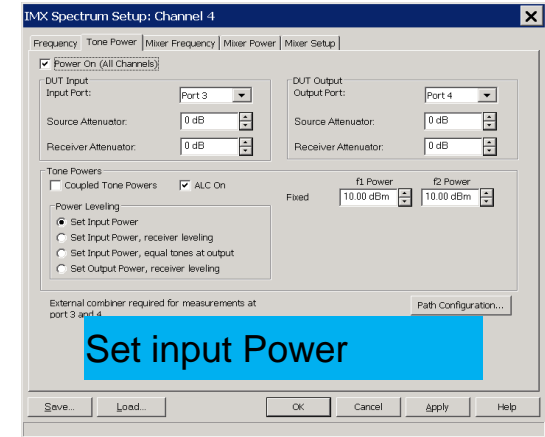 IMX Spectrum Setup: Channel 4
Frequency Tone Power Mixer Frequency Mixer Power Mixer Setup
Power On (All Channels)
DUT Input
Input Port: Port 3
Source Attenuator: 0 dB
Receiver Attenuator: 0 dB
DUT Output
Output Port: Port 4
Source Attenuator: 0 dB
Receiver Attenuator: 0 dB
Tone Powers
Coupled Tone Powers ALC On
Power Leveling
Set Input Power
Set Input Power, receiver leveling
Set Input Power, equal tones at output
Set Output Power, receiver leveling
f1 Power f2 Power
Fixed 10.00 dBm 10.00 dBm
External combiner required for measurements at
port 3 and 4
Path Configuration...
Set input Power
Save... Load... OK Cancel Apply Help